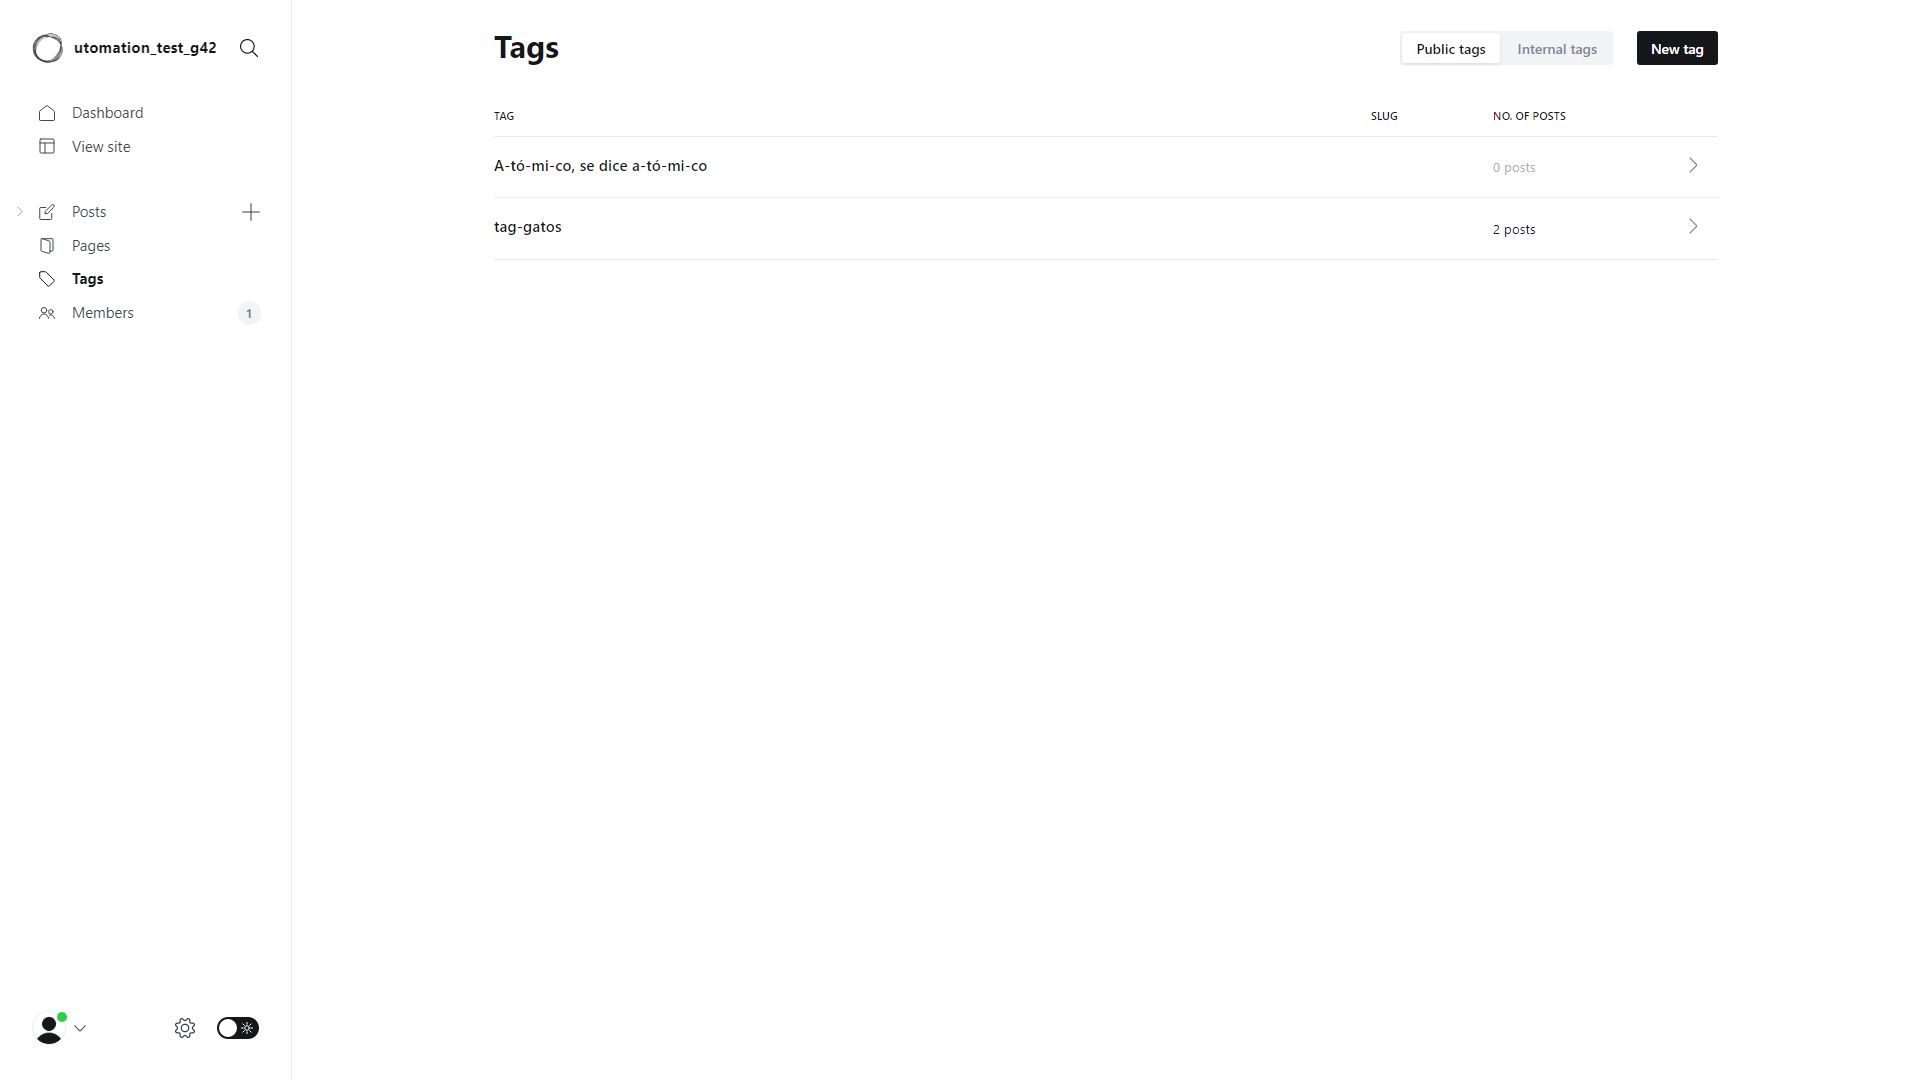 utomation_test_g42
Dashboard
View site
Posts
Pages
Tags
Members
1
Tags
Public tags
Internal tags
New tag
TAG
SLUG
NO. OF POSTS
A-tó-mi-co, se dice a-tó-mi-co
0 posts
tag-gatos
2 posts